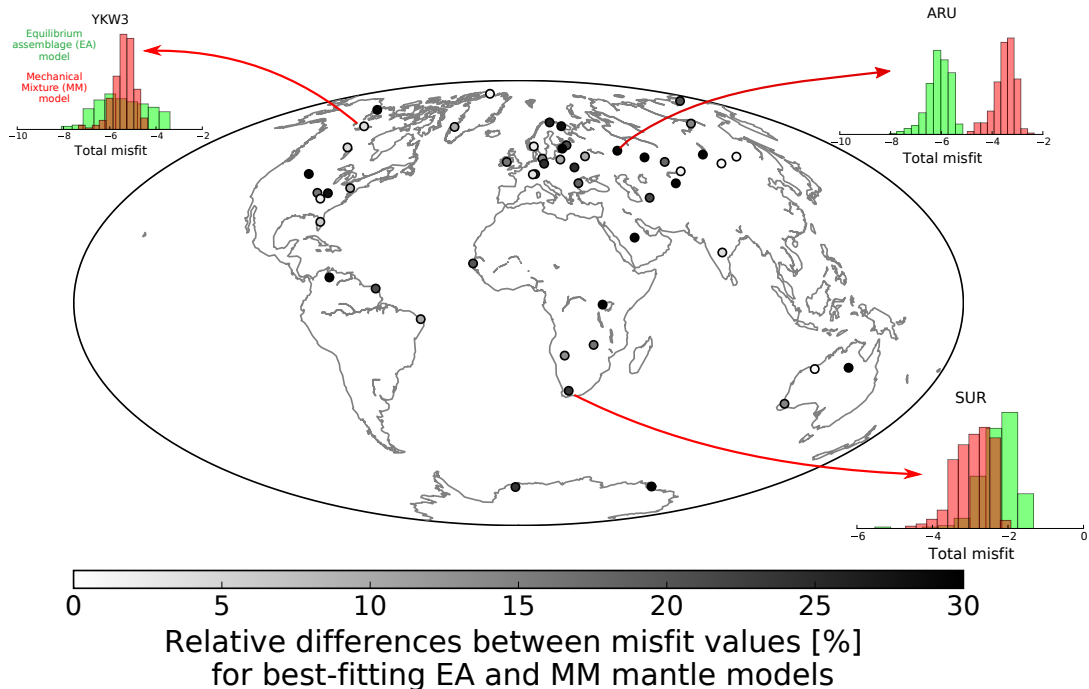 YKW3
Equilibrium
assemblage (EA)
model
Mechanical
Mixture (MM)
model
−10 −8 −6 −4 −2
Total misfit
ARU
−10 −8 −6 −4 −2
Total misfit
SUR
−6 −4 −2 0
Total misfit
0 5 10 15 20 25 30
Relative differences between misfit values [%]
for best-fitting EA and MM mantle models